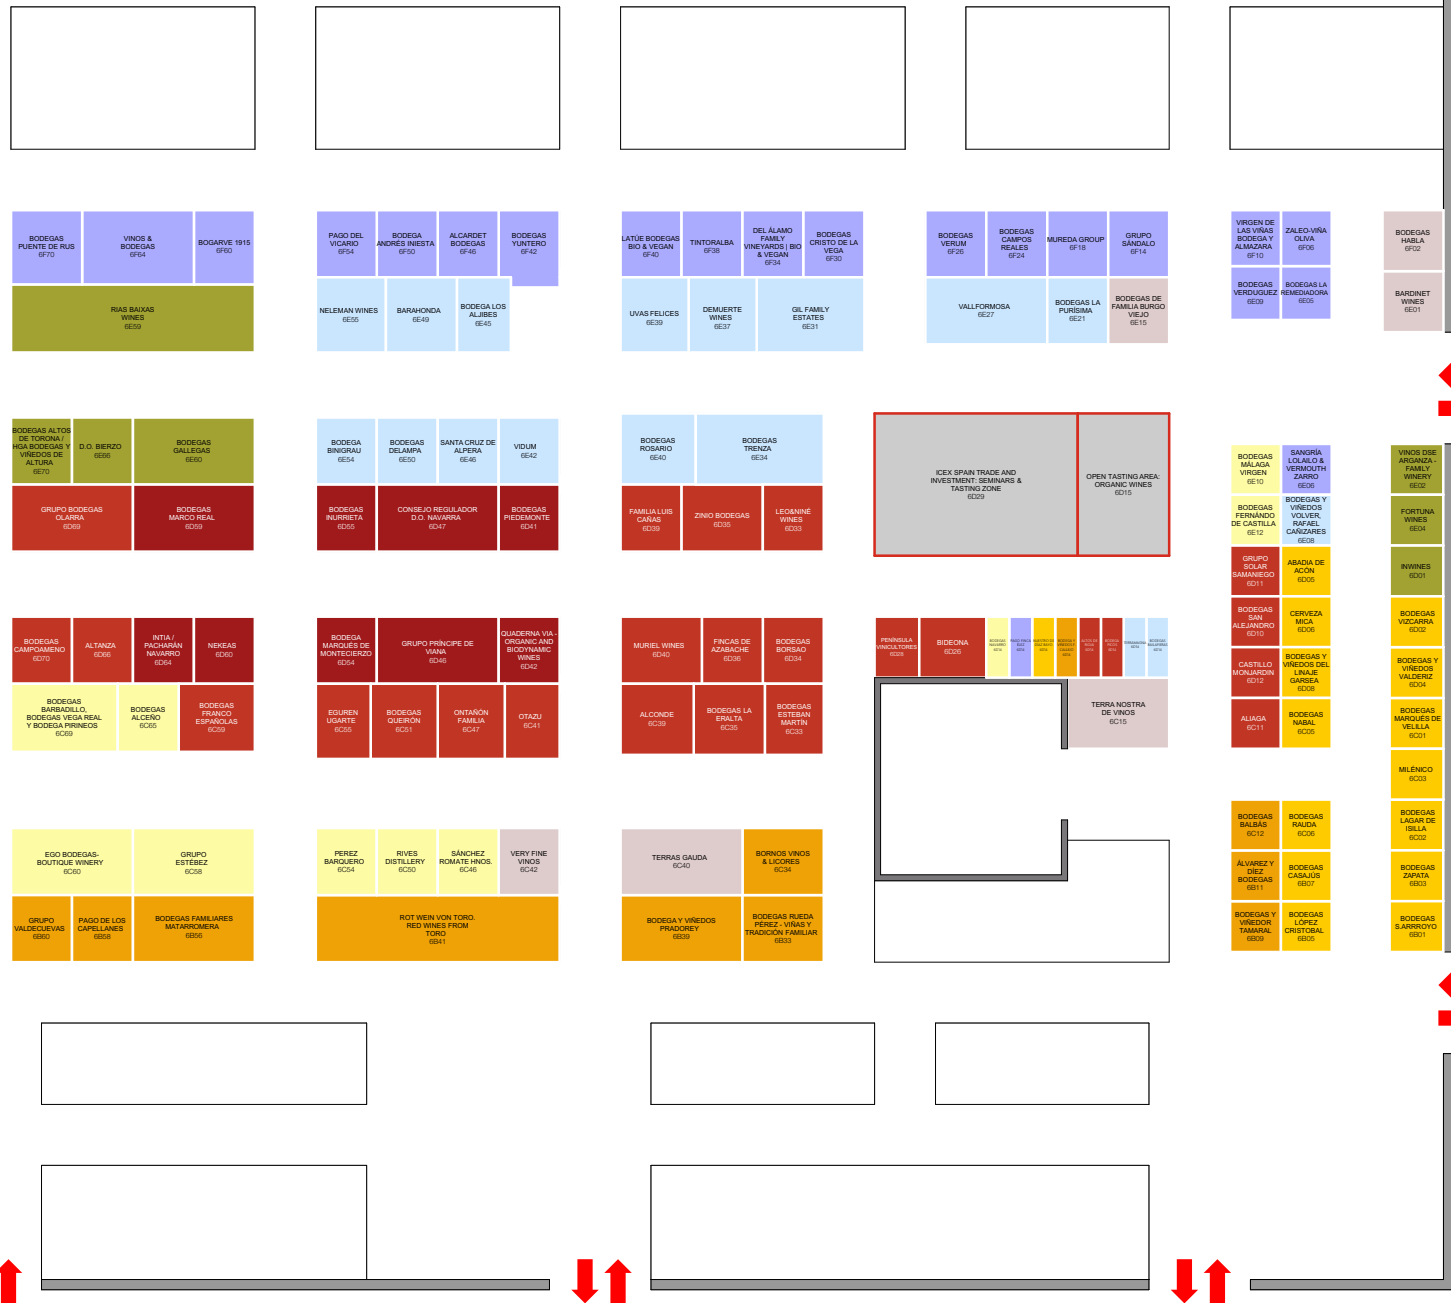 BODEGAS
PUENTE DE RUS
6F70
VINOS &
BODEGAS
6F64
BOGARVE 1915
6F60
PAGO DEL
VICARIO
6F54
BODEGA
ANDRÉS INIESTA
6F50
ALCARDET
BODEGAS
6F46
BODEGAS
YUNTERO
6F42
LATÚE BODEGAS
BIO & VEGAN
6F40
TINTORALBA
6F38
DEL ÁLAMO
FAMILY
VINEYARDS | BIO
& VEGAN
6F34
BODEGAS
CRISTO DE LA
VEGA
6F30
BODEGAS
VERUM
6F26
BODEGAS
CAMPOS
REALES
6F24
MUREDA GROUP
6F18
GRUPO
SÁNDALO
6F14
VIRGEN DE
LAS VIÑAS
BODEGA Y
ALMAZARA
6F10
ZALEO-VIÑA
OLIVA
6F06
BODEGAS
HABLA
6F02
RIAS BAIXAS
WINES
6E59
NELEMAN WINES
6E55
BARAHONDA
6E49
BODEGA LOS
ALJIBES
6E45
UVAS FELICES
6E39
DEMUERTE
WINES
6E37
GIL FAMILY
ESTATES
6E31
VALLFORMOSA
6E27
BODEGAS LA
PURÍSIMA
6E21
BODEGAS DE
FAMILIA BURGO
VIEJO
6E15
BODEGAS
VERDUGUEZ
6E09
BODEGAS LA
REMEDIADORA
6E05
BARDINET
WINES
6E01
BODEGAS ALTOS
DE TORONA /
HGA BODEGAS Y
VIÑEDOS DE
ALTURA
6E70
D.O. BIERZO
6E66
BODEGAS
GALLEGAS
6E60
BODEGA
BINIGRAU
6E54
BODEGAS
DELAMPA
6E50
SANTA CRUZ DE
ALPERA
6E46
VIDUM
6E42
BODEGAS
ROSARIO
6E40
BODEGAS
TRENZA
6E34
ICEX SPAIN TRADE AND
INVESTMENT: SEMINARS &
TASTING ZONE
6D29
OPEN TASTING AREA:
ORGANIC WINES
6D15
BODEGAS
MÁLAGA
VIRGEN
6E10
SANGRÍA
LOLAILO &
VERMOUTH
ZARRO
6E06
VINOS DSE
ARGANZA -
FAMILY
WINERY
6E02
GRUPO BODEGAS
OLARRA
6D69
BODEGAS
MARCO REAL
6D59
BODEGAS
INURRIETA
6D55
CONSEJO REGULADOR
D.O. NAVARRA
6D47
BODEGAS
PIEDEMONTE
6D41
FAMILIA LUIS
CAÑAS
6D39
ZINIO BODEGAS
6D35
LEO&NINÉ
WINES
6D33
BODEGAS
FERNÁNDO
DE CASTILLA
6E12
BODEGAS Y
VIÑEDOS
VOLVER,
RAFAEL
CAÑIZARES
6E08
FORTUNA
WINES
6E04
GRUPO
SOLAR
SAMANIEGO
6D11
ABADIA DE
ACÓN
6D05
INWINES
6D01
BODEGAS
CAMPOAMENO
6D70
ALTANZA
6D66
INTIA /
PACHARÁN
NAVARRO
6D64
NEKEAS
6D60
BODEGA
MARQUÉS DE
MONTECIERZO
6D54
GRUPO PRÍNCIPE DE
VIANA
6D46
QUADERNA VIA -
ORGANIC AND
BIODYNAMIC
WINES
6D42
MURIEL WINES
6D40
FINCAS DE
AZABACHE
6D36
BODEGAS
BORSAO
6D34
PENÍNSULA
VINICULTORES
6D28
BIDEONA
6D26
BODEGAS
SAN
ALEJANDRO
6D10
CERVEZA
MICA
6D06
BODEGAS
VIZCARRA
6D02
BODEGAS
BARBADILLO,
BODEGAS VEGA REAL
Y BODEGA PIRINEOS
6C69
BODEGAS
ALCEÑO
6C65
BODEGAS
FRANCO
ESPAÑOLAS
6C59
EGUREN
UGARTE
6C55
BODEGAS
QUEIRÓN
6C51
ONTAÑÓN
FAMILIA
6C47
OTAZU
6C41
ALCONDE
6C39
BODEGAS LA
ERALTA
6C35
BODEGAS
ESTEBAN
MARTÍN
6C33
TERRA NOSTRA
DE VINOS
6C15
CASTILLO
MONJARDIN
6D12
BODEGAS Y
VIÑEDOS DEL
LINAJE
GARSEA
6D08
BODEGAS Y
VIÑEDOS
VALDERIZ
6D04
ALIAGA
6C11
BODEGAS
NABAL
6C05
BODEGAS
MARQUÉS DE
VELILLA
6C01
MILÉNICO
6C03
EGO BODEGAS-
BOUTIQUE WINERY
6C60
GRUPO
ESTÉBEZ
6C58
PEREZ
BARQUERO
6C54
RIVES
DISTILLERY
6C50
SÁNCHEZ
ROMATE HNOS.
6C46
VERY FINE
VINOS
6C42
TERRAS GAUDA
6C40
BORNOS VINOS
& LICORES
6C34
BODEGAS
BALBÁS
6C12
BODEGAS
RAUDA
6C06
BODEGAS
LAGAR DE
ISILLA
6C02
GRUPO
VALDECUEVAS
6B60
PAGO DE LOS
CAPELLANES
6B58
BODEGAS FAMILIARES
MATARROMERA
6B56
ROT WEIN VON TORO.
RED WINES FROM
TORO
6B41
BODEGA Y VIÑEDOS
PRADOREY
6B39
BODEGAS RUEDA
PÉREZ - VIÑAS Y
TRADICIÓN FAMILIAR
6B33
ÁLVAREZ Y
DÍEZ
BODEGAS
6B11
BODEGAS
CASAJÚS
6B07
BODEGAS
ZAPATA
6B03
BODEGAS Y
VIÑEDOR
TAMARAL
6B09
BODEGAS
LÓPEZ
CRISTOBAL
6B05
BODEGAS
S.ARRROYO
6B01